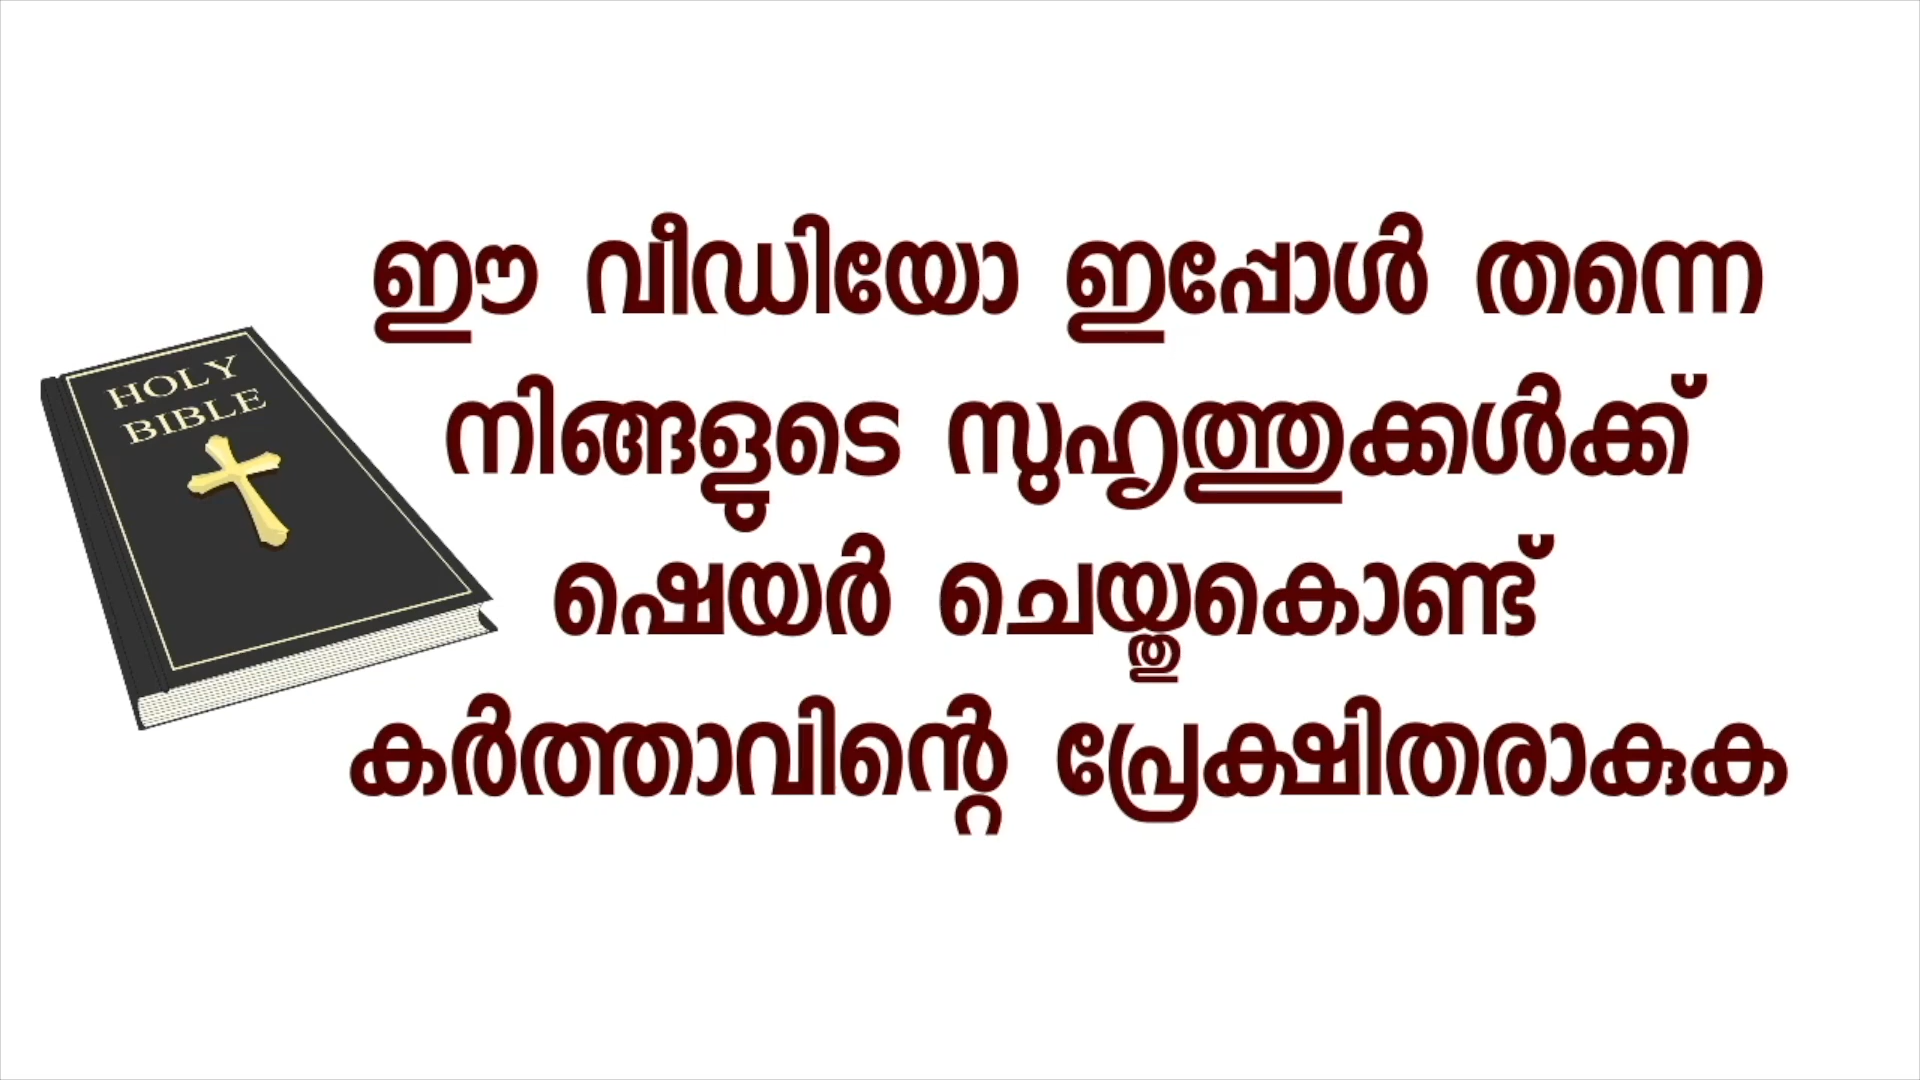 HOLY
BIBLE
ഈ വീഡിയോ ഇപ്പോൾ തന്നെ
നിങ്ങളുടെ സുഹൃത്തുക്കൾക്ക്
ഷെയർ ചെയ്തുകൊണ്ട്
കർത്താവിന്റെ പ്രേക്ഷിതരാകുക